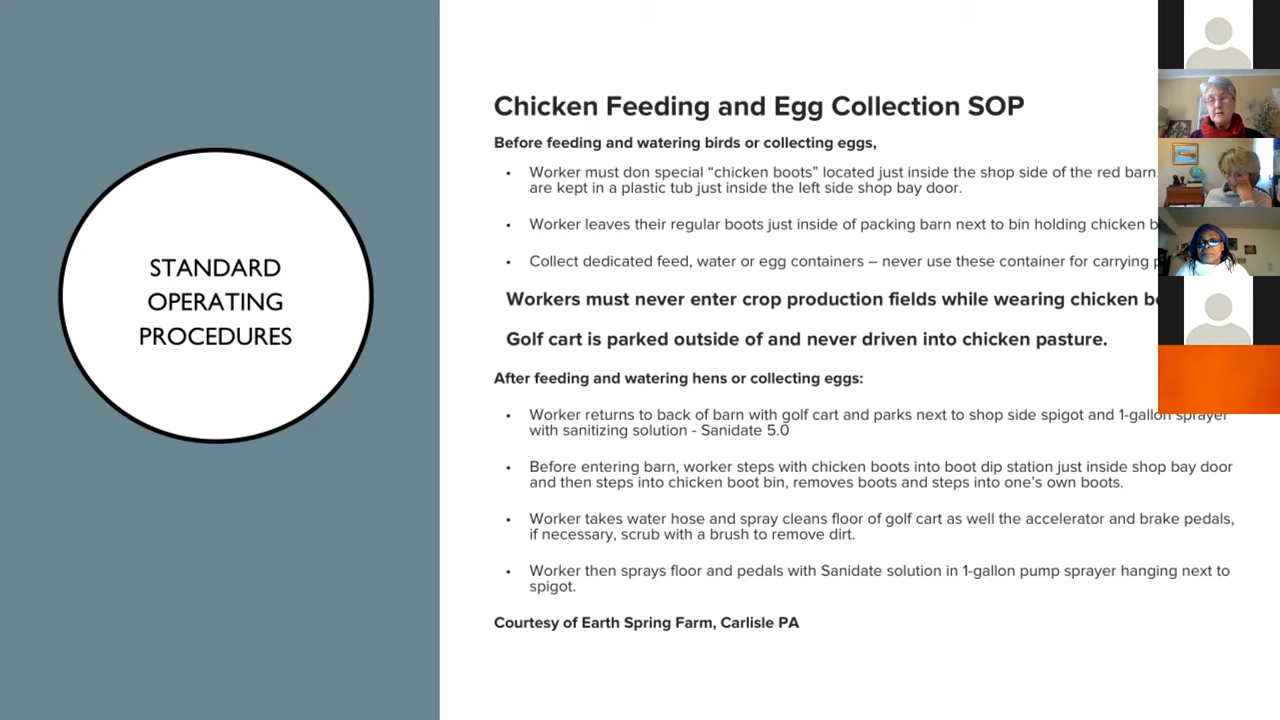 STANDARD
OPERATING
PROCEDURES
Chicken Feeding and Egg Collection SOP
Before feeding and watering birds or collecting eggs,
• Worker must don special “chicken boots” located just inside the shop side of the red barn.
are kept in a plastic tub just inside the left side shop bay door.
• Worker leaves their regular boots just inside of packing barn next to bin holding chicken
• Collect dedicated feed, water or egg containers – never use these container for carrying
Workers must never enter crop production fields while wearing chicken
Golf cart is parked outside of and never driven into chicken pasture.
After feeding and watering hens or collecting eggs:
• Worker returns to back of barn with golf cart and parks next to shop side spigot and 1-gallon sprayer
with sanitizing solution - Sanidate 5.0
• Before entering barn, worker steps with chicken boots into boot dip station just inside shop bay door
and then steps into chicken boot bin, removes boots and steps into one’s own boots.
• Worker takes water hose and spray cleans floor of golf cart as well the accelerator and brake pedals,
if necessary, scrub with a brush to remove dirt.
• Worker then sprays floor and pedals with Sanidate solution in 1-gallon pump sprayer hanging next to
spigot.
Courtesy of Earth Spring Farm, Carlisle PA